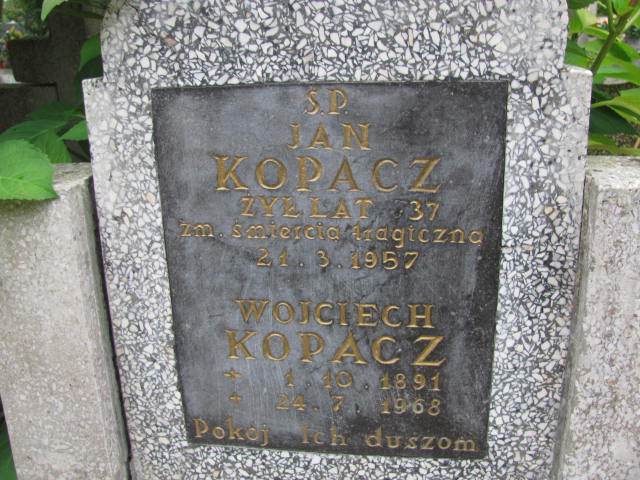 Ś.P.
JAN
KOPACZ
ŻYŁ LAT 37
zm. śmiercią tragiczną
21.3.1957
WOJCIECH
KOPACZ
+ 1.10.1891
+ 24.7.1968
Pokój Ich duszom